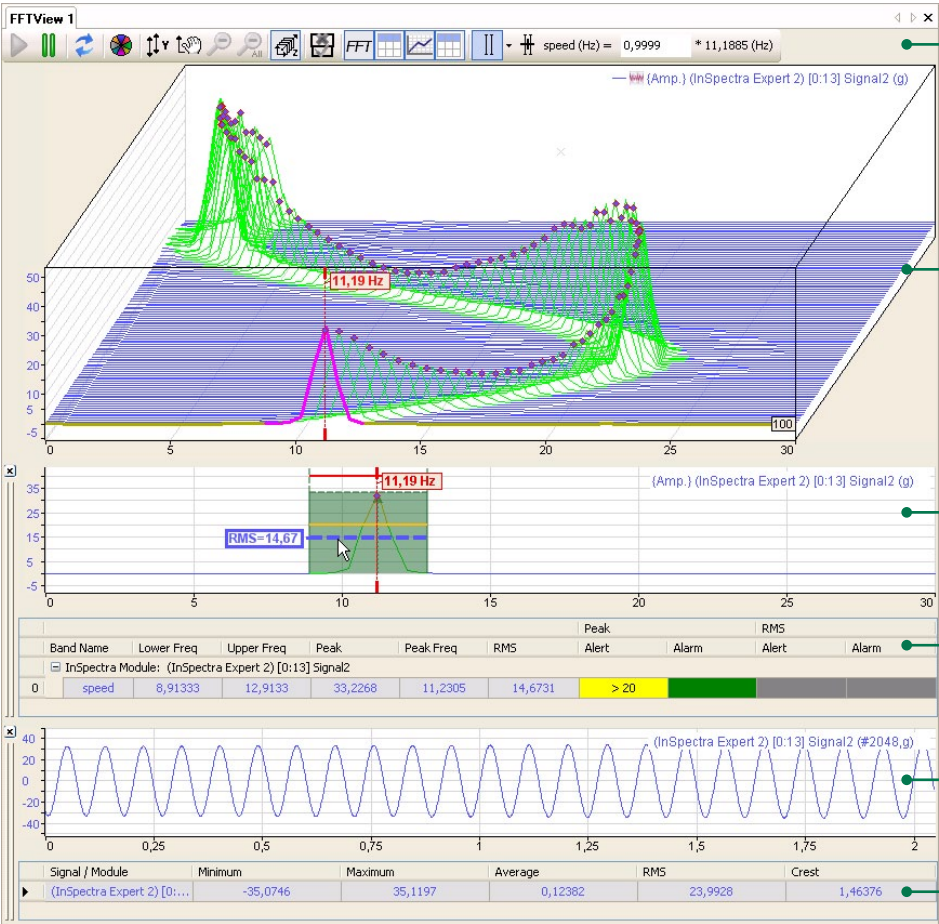 FFTView 1
All
z
FFT
speed (Hz) = 0,9999 * 11,1885 (Hz)
{Amp.} (InSpectra Expert 2) [0:13] Signal2 (g)
50
40
30
20
10
5
-5
11,19 Hz
100
0 5 10 15 20 25 30
{Amp.} (InSpectra Expert 2) [0:13] Signal2 (g)
11,19 Hz
RMS=14,67
35
25
15
5
-5
0 5 10 15 20 25 30
Peak RMS
Band Name Lower Freq Upper Freq Peak Peak Freq RMS Alert Alarm Alert Alarm
InSpectra Module: (InSpectra Expert 2) [0:13] Signal2
0 speed 8,91333 12,9133 33,2268 11,2305 14,6731 > 20
(InSpectra Expert 2) [0:13] Signal2 (#2048,g)
40
20
0
-20
-40
0 0,25 0,5 0,75 1 1,25 1,5 1,75 2
Signal / Module Minimum Maximum Average RMS Crest
(InSpectra Expert 2) [0:... -35,0746 35,1197 0,12382 23,9928 1,46376